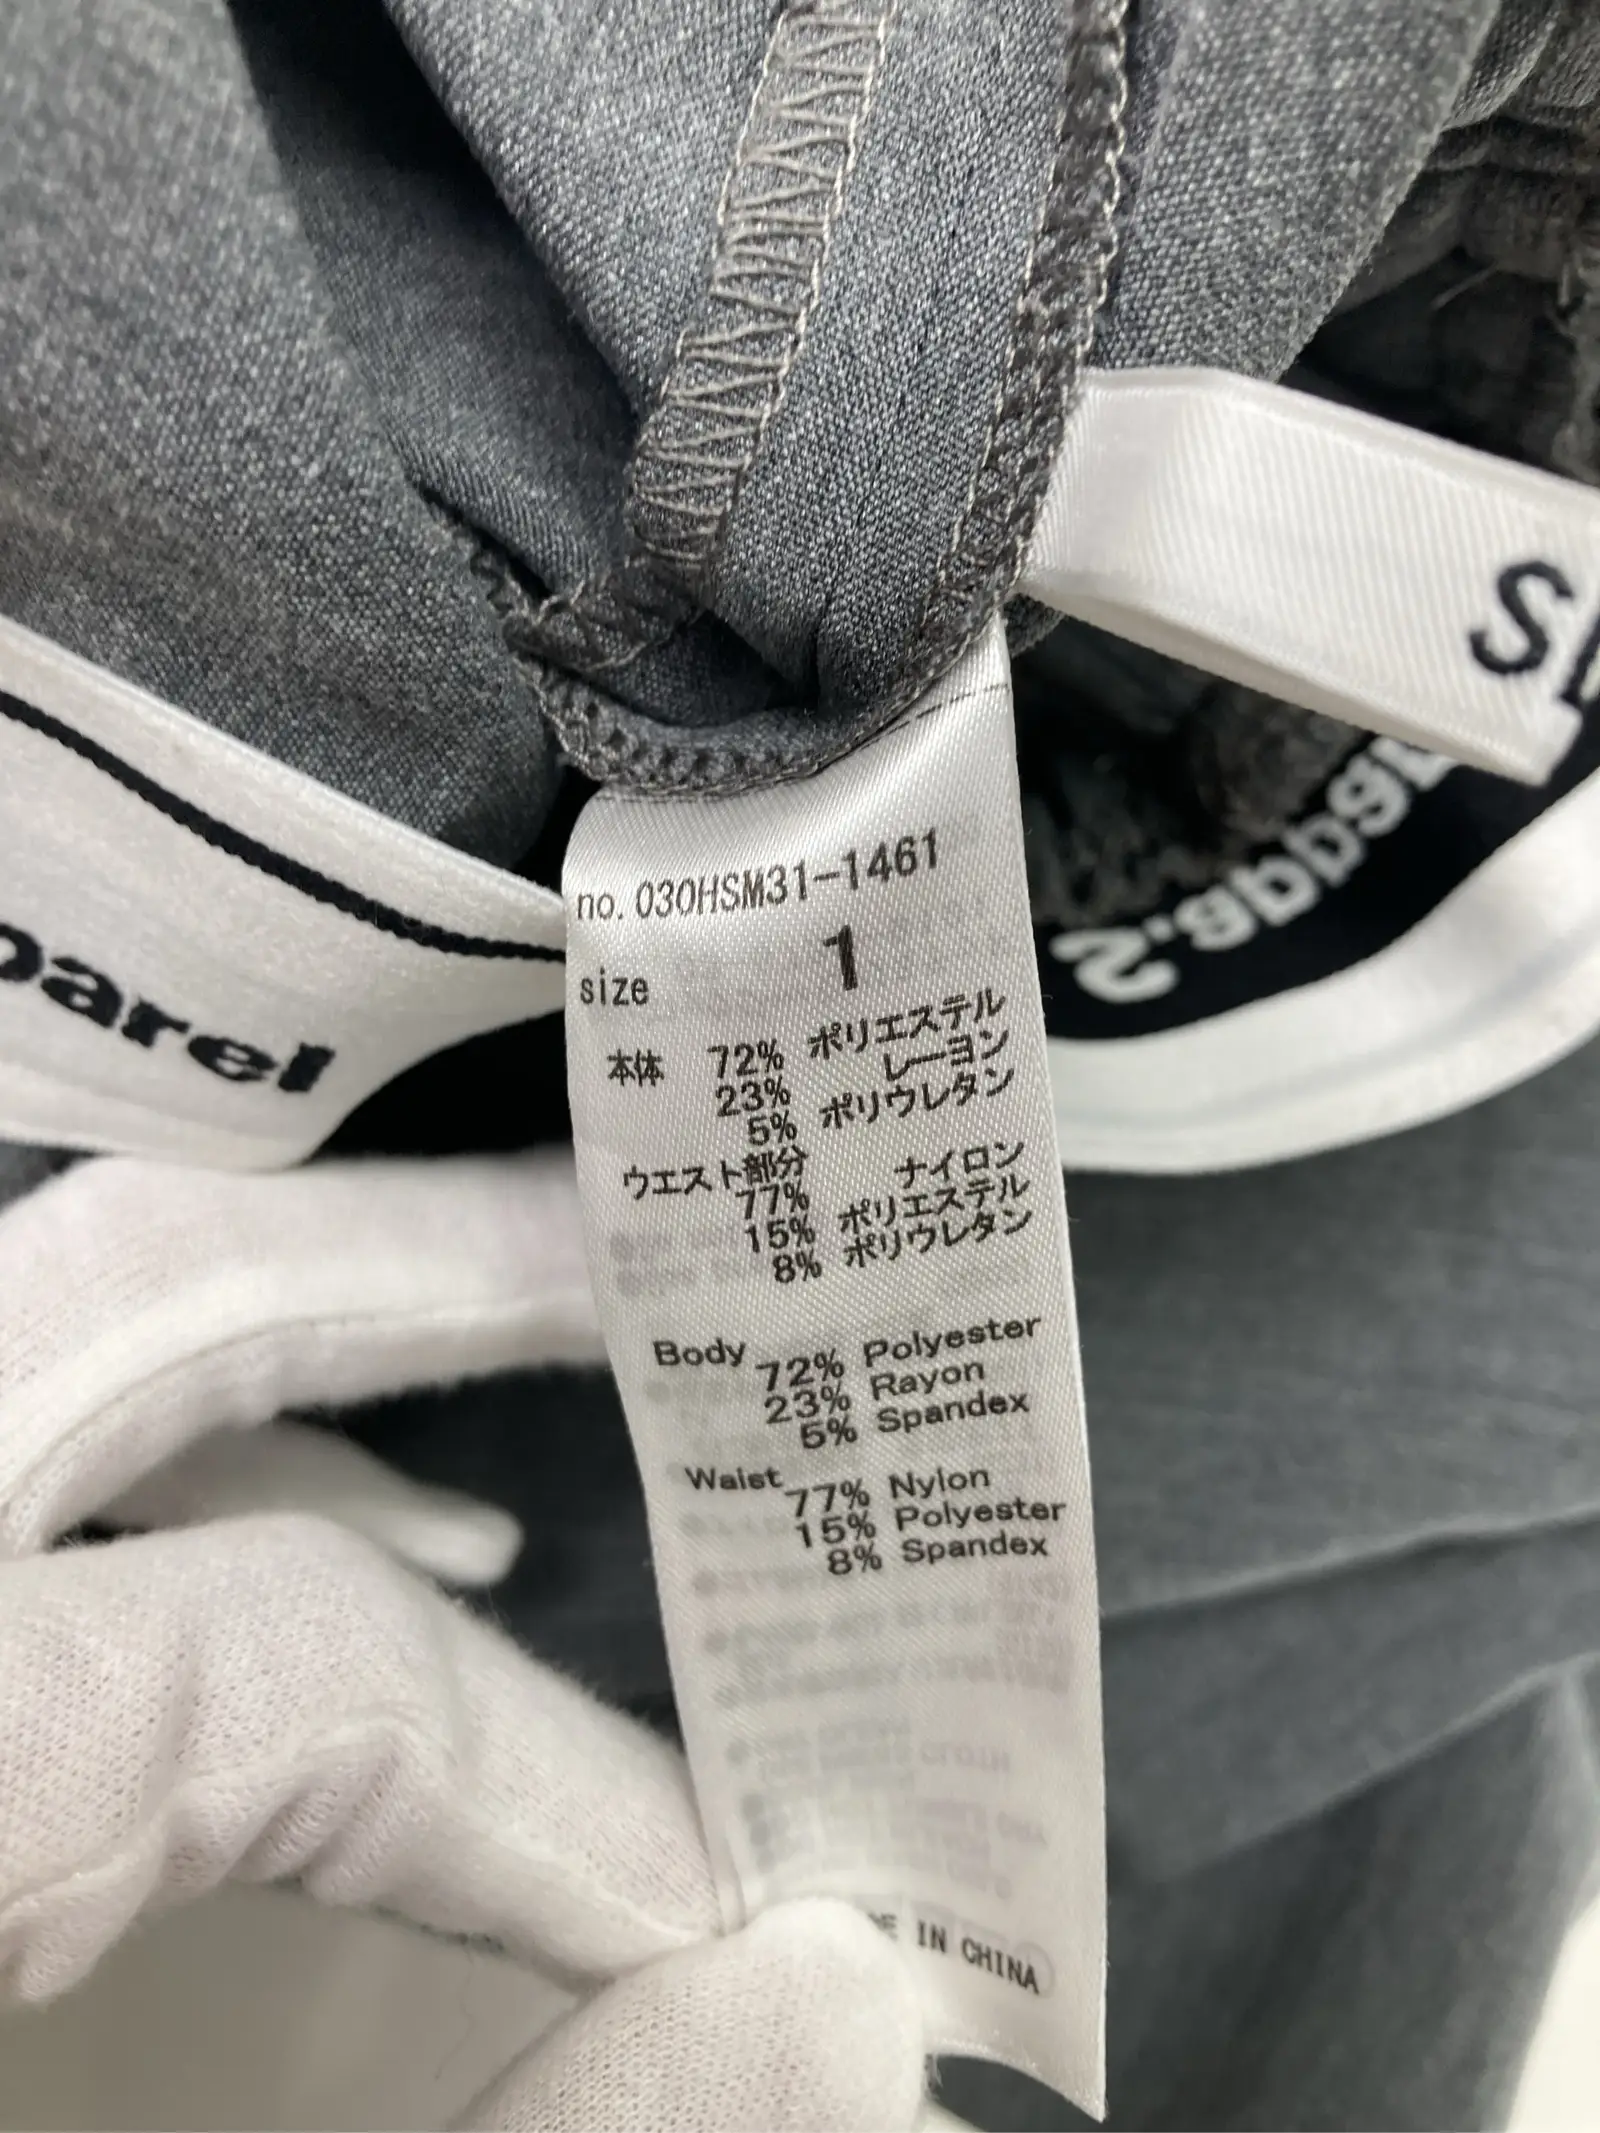 no. 030HSM31-1461
size 1
本体 72% ポリエステル
23% レーヨン
5% ポリウレタン
ウエスト部分
77% ナイロン
15% ポリエステル
8% ポリウレタン
Body
72% Polyester
23% Rayon
5% Spandex
Waist
77% Nylon
15% Polyester
8% Spandex
IN CHINA
parel